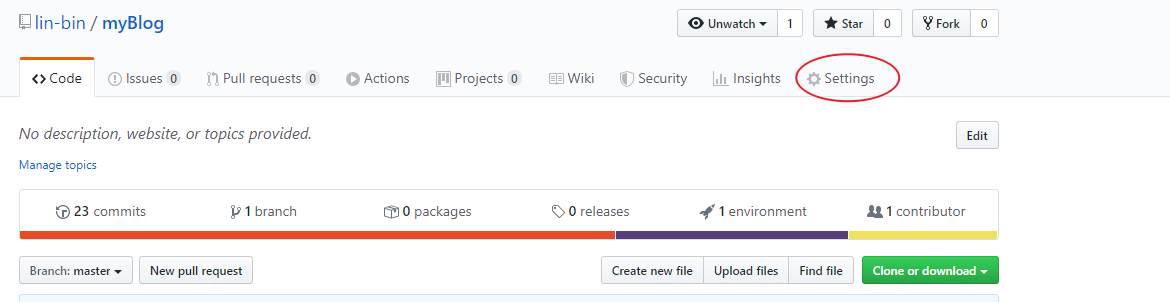 lin-bin / myBlog Unwatch 1 Star 0 Fork 0
Code Issues 0 Pull requests 0 Actions Projects 0 Wiki Security Insights Settings
No description, website, or topics provided. Edit
Manage topics
23 commits 1 branch 0 packages 0 releases 1 environment 1 contributor
Branch: master New pull request Create new file Upload files Find file Clone or download